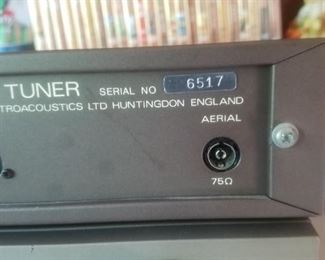 TUNER SERIAL NO 6517
TROACOUSTICS LTD HUNTINGDON ENGLAND
AERIAL
75Ω